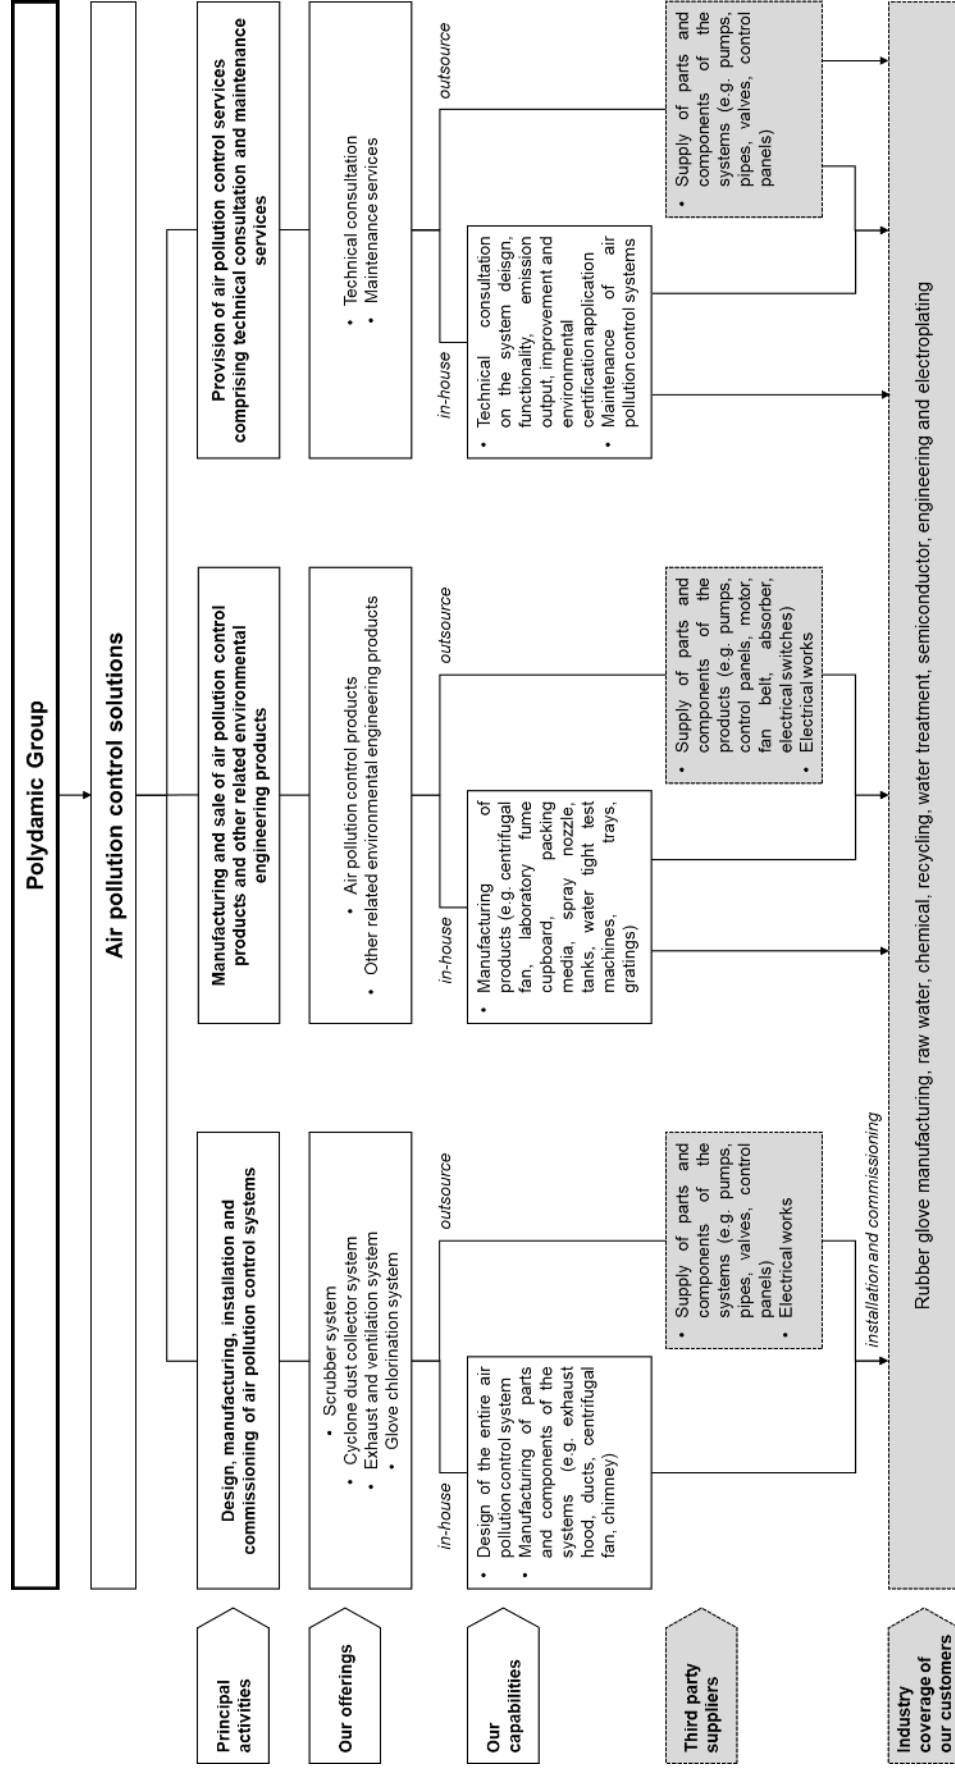 Polydamic Group
Air pollution control solutions
Principal
activities
Design, manufacturing, installation and
commissioning of air pollution control systems
Manufacturing and sale of air pollution control
products and other related environmental
engineering products
Provision of air pollution control services
comprising technical consultation and maintenance
services
Our offerings
• Scrubber system
• Cyclone dust collector system
• Exhaust and ventilation system
• Glove chlorination system
• Air pollution control products
• Other related environmental engineering products
• Technical consultation
• Maintenance services
in-house
outsource
in-house
outsource
in-house
outsource
Our
capabilities
• Design of the entire air
pollution control system
• Manufacturing of parts
and components of the
systems (e.g. exhaust
hood, ducts, centrifugal
fan, chimney)
• Manufacturing of
products (e.g. centrifugal
fan, laboratory fume
cupboard, packing
media, spray nozzle,
tanks, water tight test
machines, trays,
gratings)
• Technical consultation
on the system deisgn,
functionality, emission
output, improvement and
environmental
certification application
• Maintenance of air
pollution control systems
Third party
suppliers
• Supply of parts and
components of the
systems (e.g. pumps,
pipes, valves, control
panels)
• Electrical works
• Supply of parts and
components of the
products (e.g. pumps,
control panels, motor,
fan belt, absorber,
electrical switches)
• Electrical works
• Supply of parts and
components of the
systems (e.g. pumps,
pipes, valves, control
panels)
installation and commissioning
Industry
coverage of
our customers
Rubber glove manufacturing, raw water, chemical, recycling, water treatment, semiconductor, engineering and electroplating